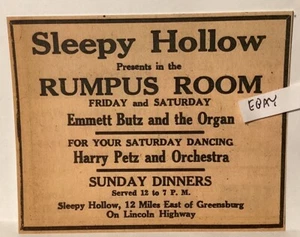 Sleepy Hollow
Presents in the
RUMPUS ROOM
FRIDAY and SATURDAY
Emmett Butz and the Organ
EBAY
FOR YOUR SATURDAY DANCING
Harry Petz and Orchestra
SUNDAY DINNERS
Served 12 to 7 P. M.
Sleepy Hollow, 12 Miles East of Greensburg
On Lincoln Highway